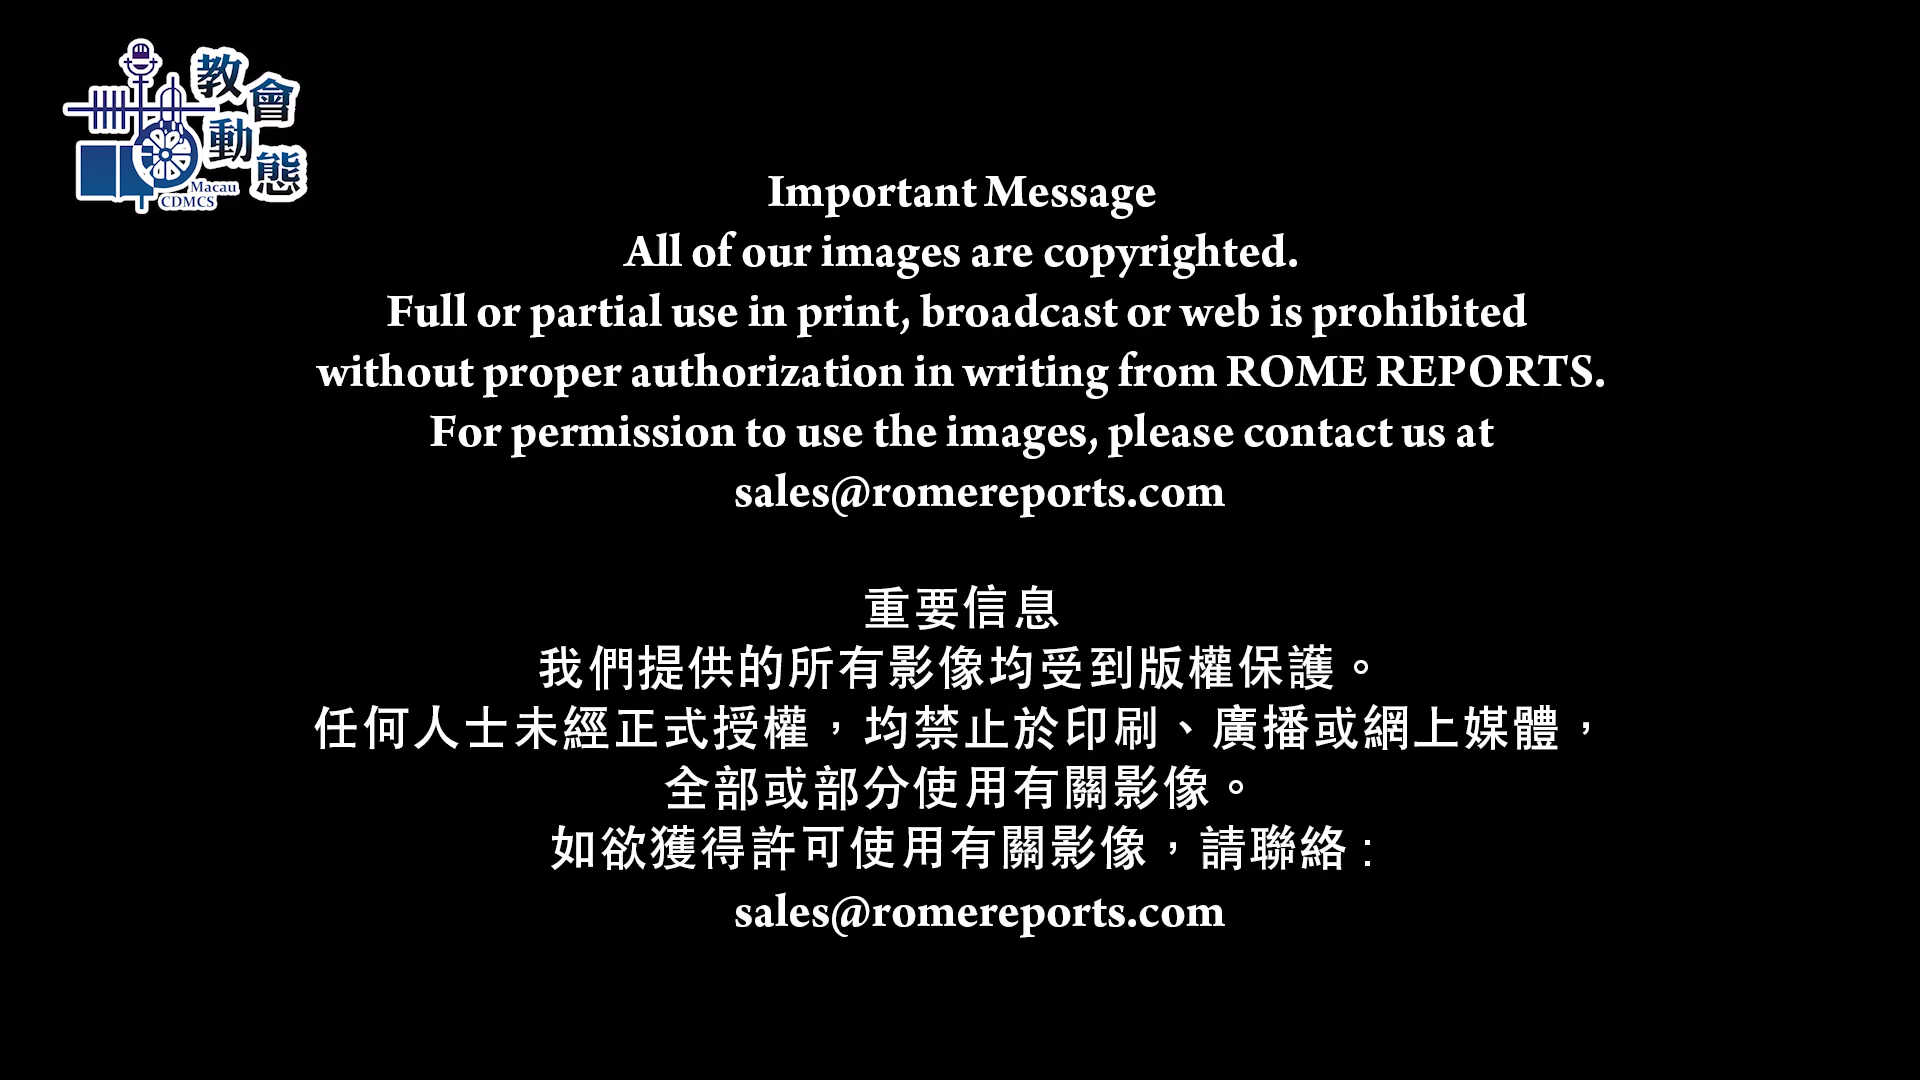 教會動態
Macau
CDMCS
Important Message
All of our images are copyrighted.
Full or partial use in print, broadcast or web is prohibited
without proper authorization in writing from ROME REPORTS.
For permission to use the images, please contact us at
sales@romereports.com
重要信息
我們提供的所有影像均受到版權保護。
任何人士未經正式授權，均禁止於印刷、廣播或網上媒體，
全部或部分使用有關影像。
如欲獲得許可使用有關影像，請聯絡：
sales@romereports.com